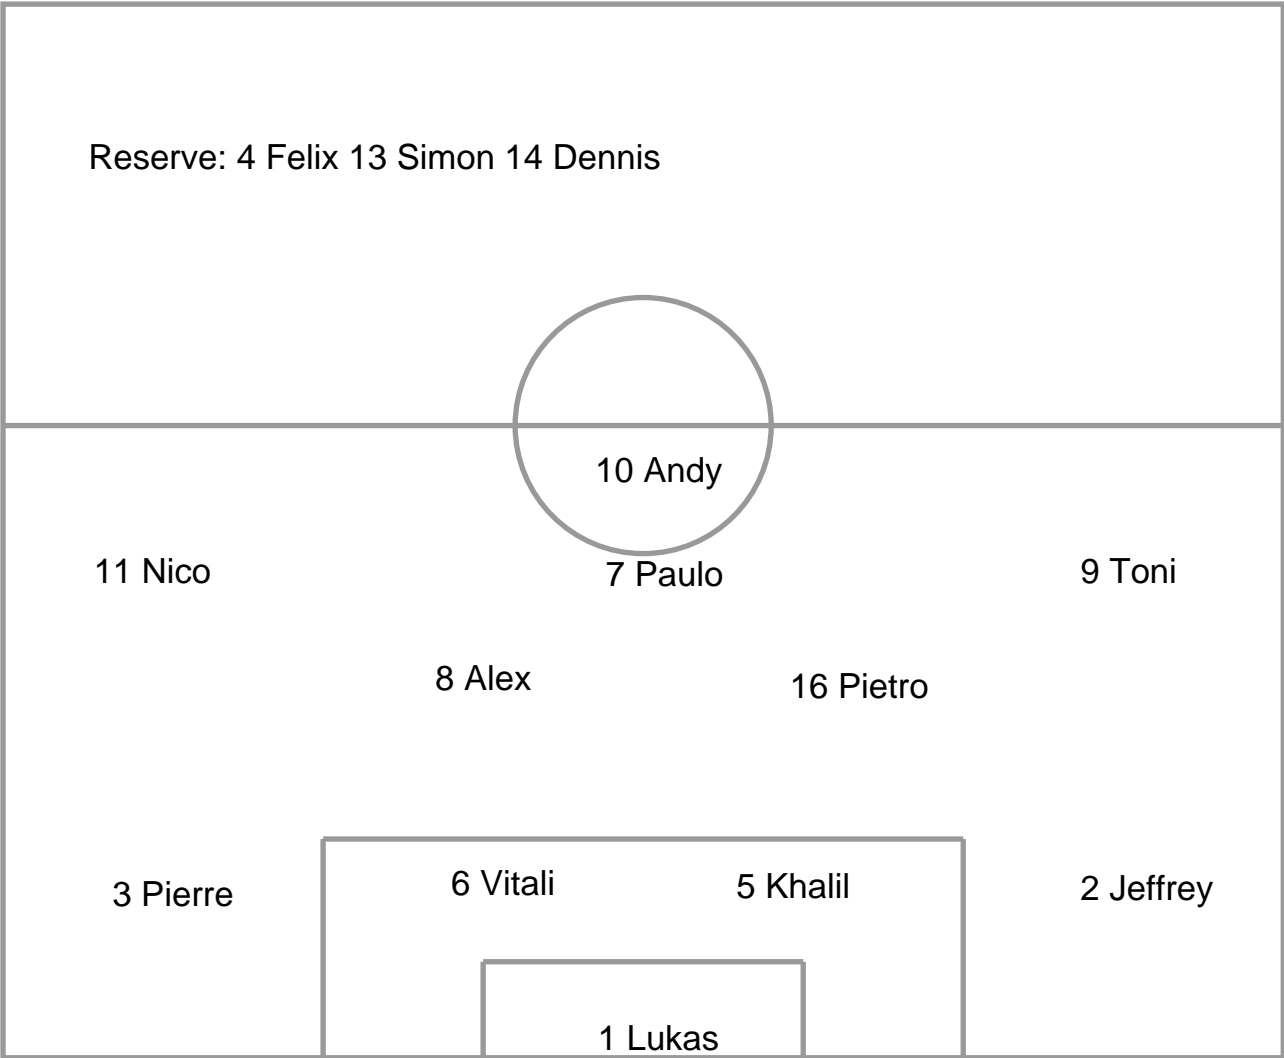 Reserve: 4 Felix 13 Simon 14 Dennis
10 Andy
11 Nico
7 Paulo
9 Toni
8 Alex
16 Pietro
3 Pierre
6 Vitali
5 Khalil
2 Jeffrey
1 Lukas